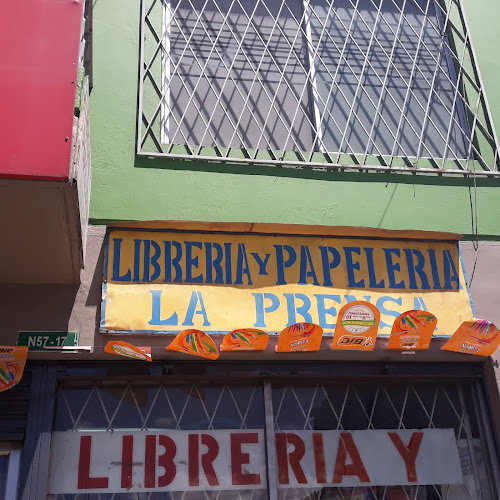 LIBRERIA Y PAPELERIA
LA PRENSA
N57-17
BIC
LIBRERIA Y